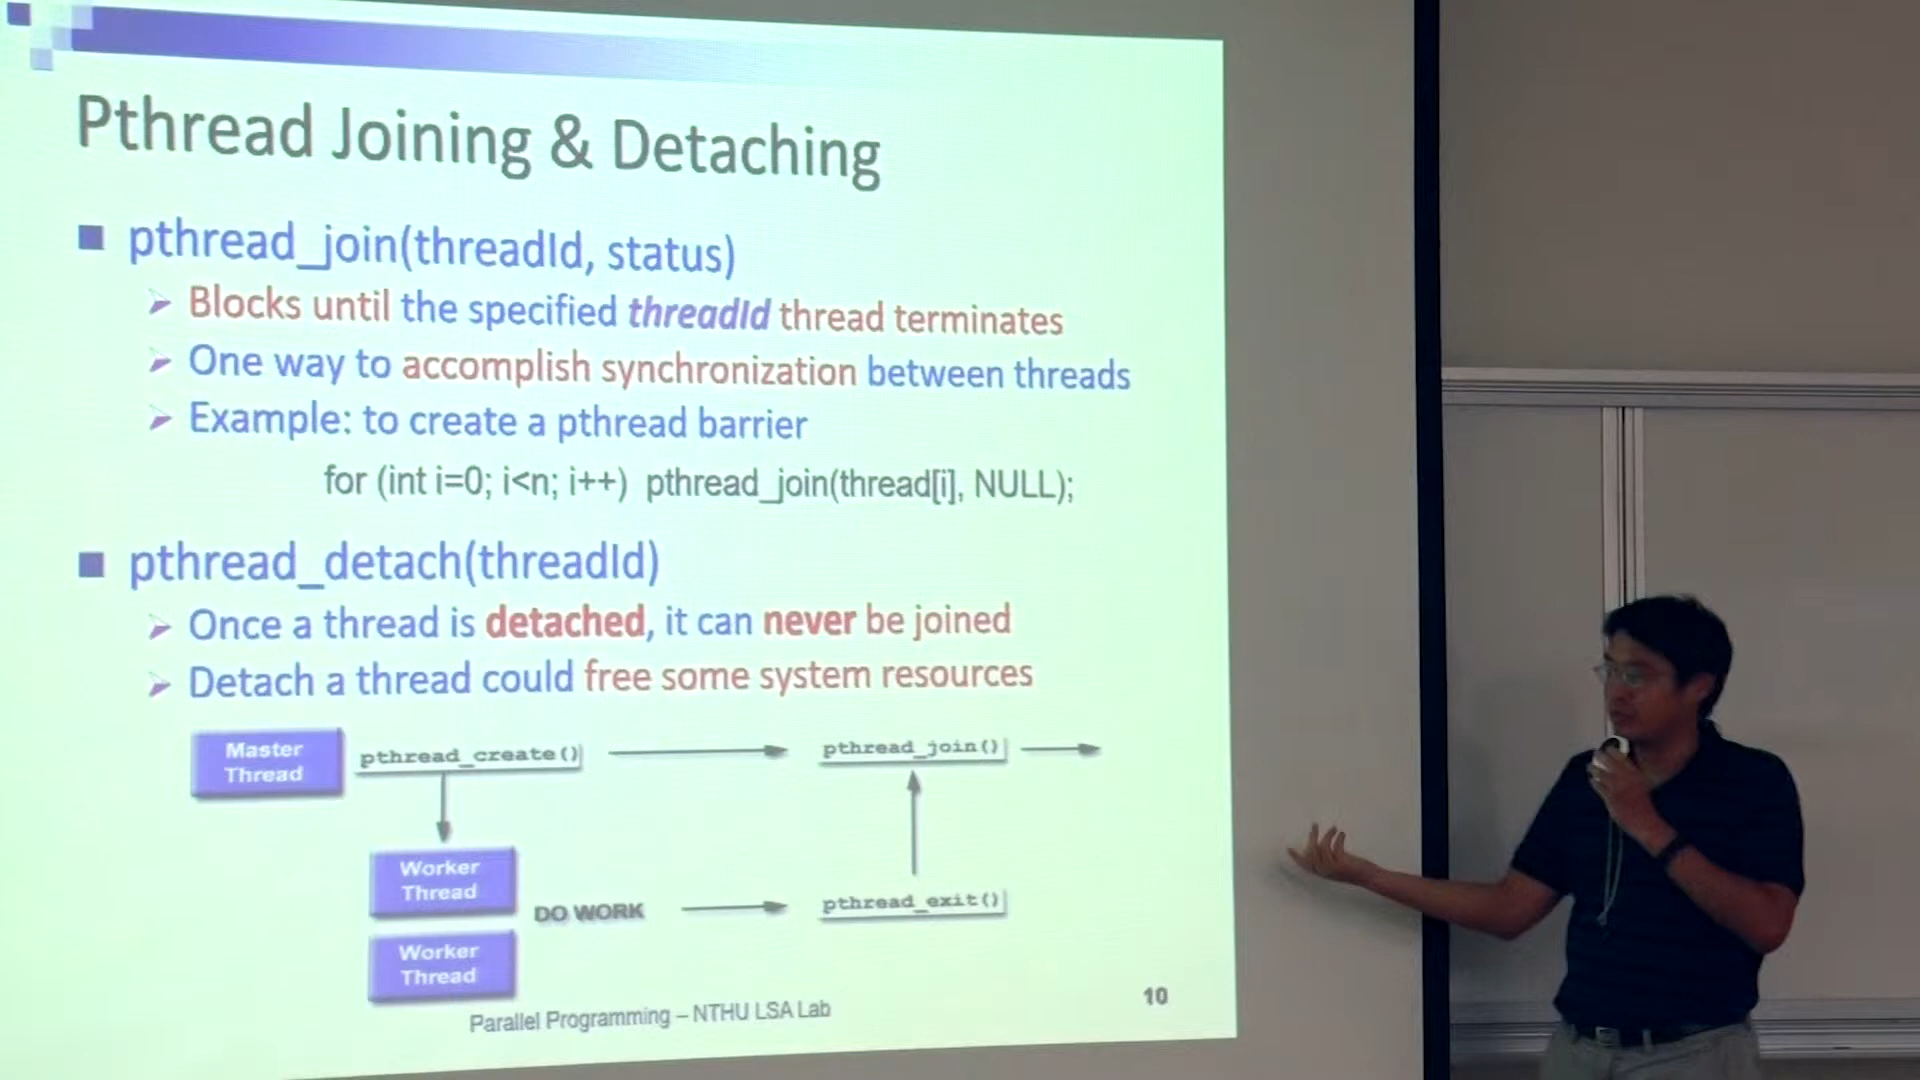 Pthread Joining & Detaching
pthread_join(threadId, status)
Blocks until the specified threadId thread terminates
One way to accomplish synchronization between threads
Example: to create a pthread barrier
for (int i=0; i<n; i++) pthread_join(thread[i], NULL);
pthread_detach(threadId)
Once a thread is detached, it can never be joined
Detach a thread could free some system resources
Master
Thread
pthread_create()
pthread_join()
Worker
Thread
DO WORK
pthread_exit()
Worker
Thread
Parallel Programming – NTHU LSA Lab
10